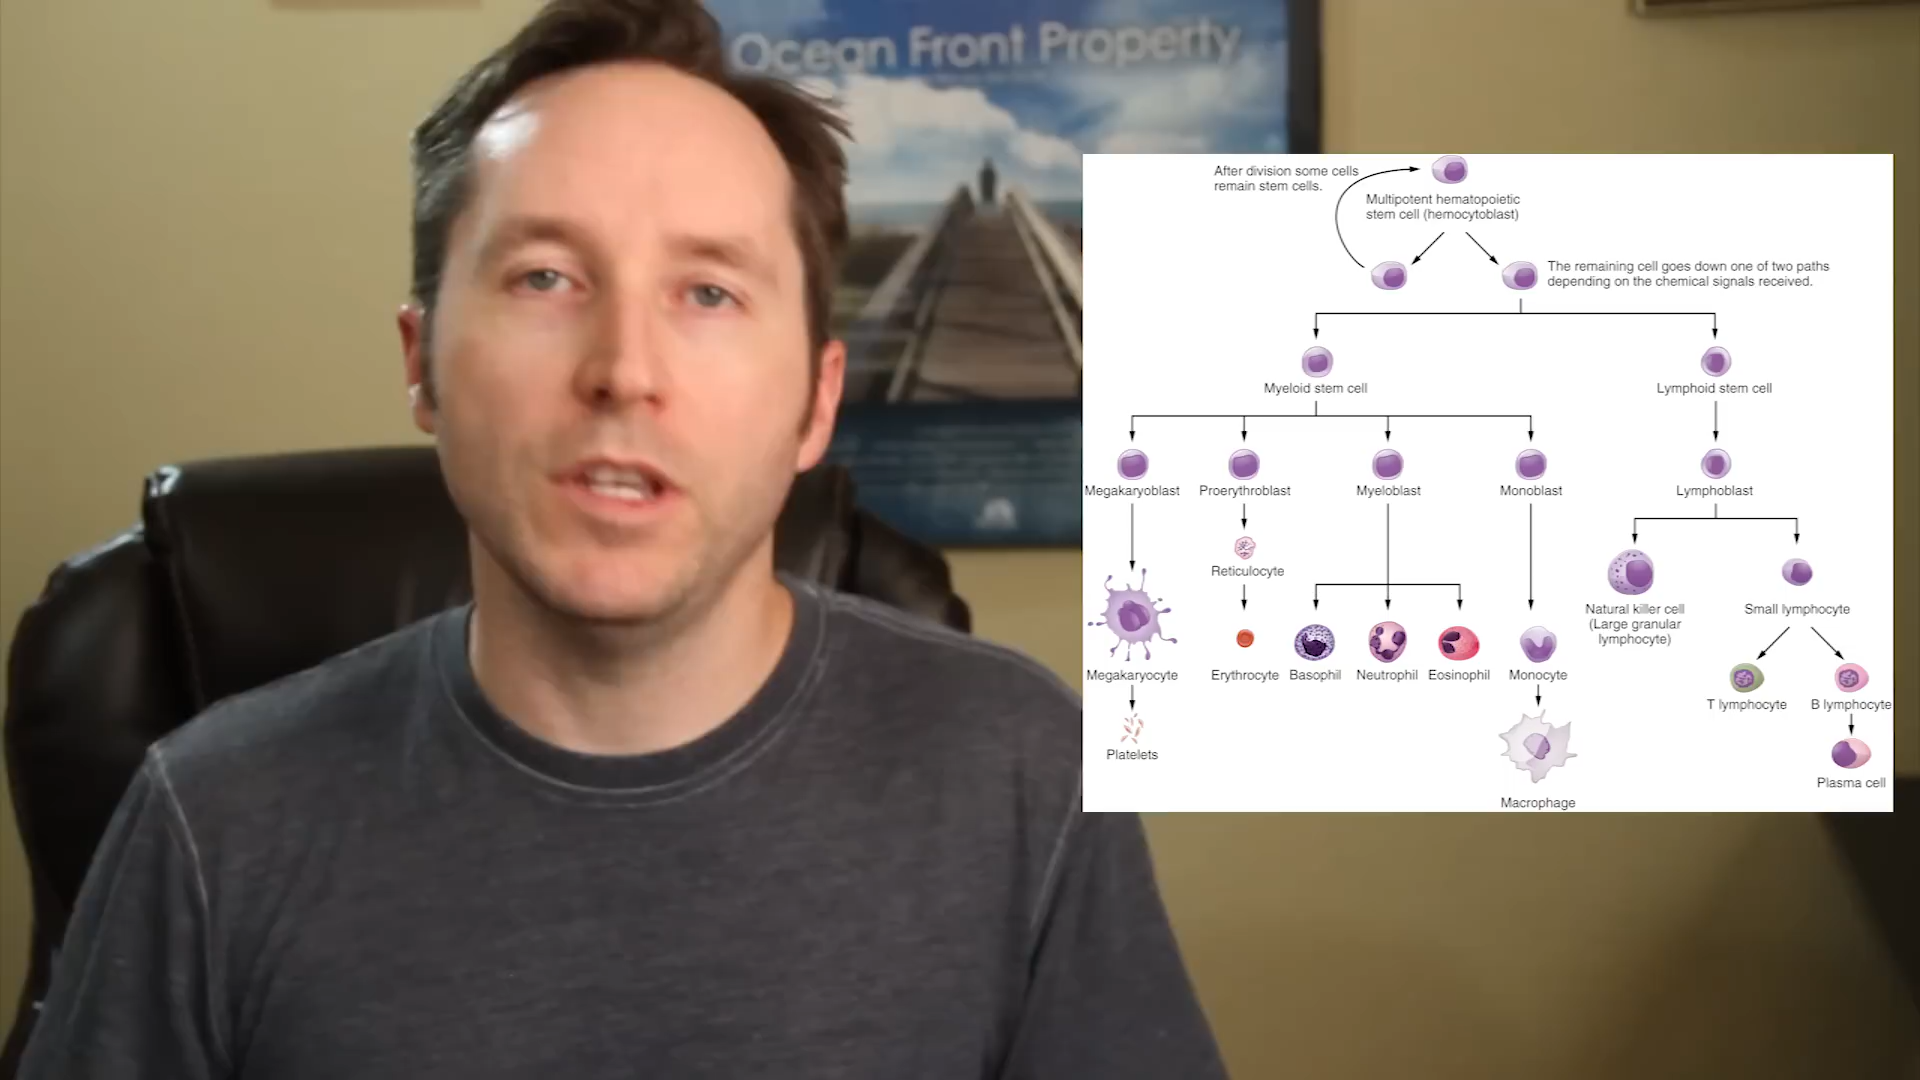 Ocean Front Property
After division some cells
remain stem cells.
Multipotent hematopoietic
stem cell (hemocytoblast)
The remaining cell goes down one of two paths
depending on the chemical signals received.
Myeloid stem cell
Lymphoid stem cell
Megakaryoblast
Proerythroblast
Myeloblast
Monoblast
Lymphoblast
Reticulocyte
Natural killer cell
(Large granular
lymphocyte)
Small lymphocyte
Megakaryocyte
Erythrocyte
Basophil
Neutrophil
Eosinophil
Monocyte
T lymphocyte
B lymphocyte
Platelets
Plasma cell
Macrophage